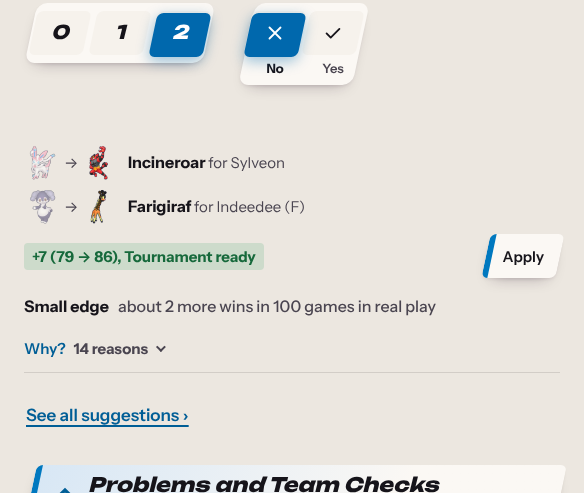 0 1 2
No Yes
→ Incineroar for Sylveon
→ Farigiraf for Indeedee (F)
+7 (79 → 86), Tournament ready
Apply
Small edge about 2 more wins in 100 games in real play
Why? 14 reasons
See all suggestions ›
Problems and Team Checks